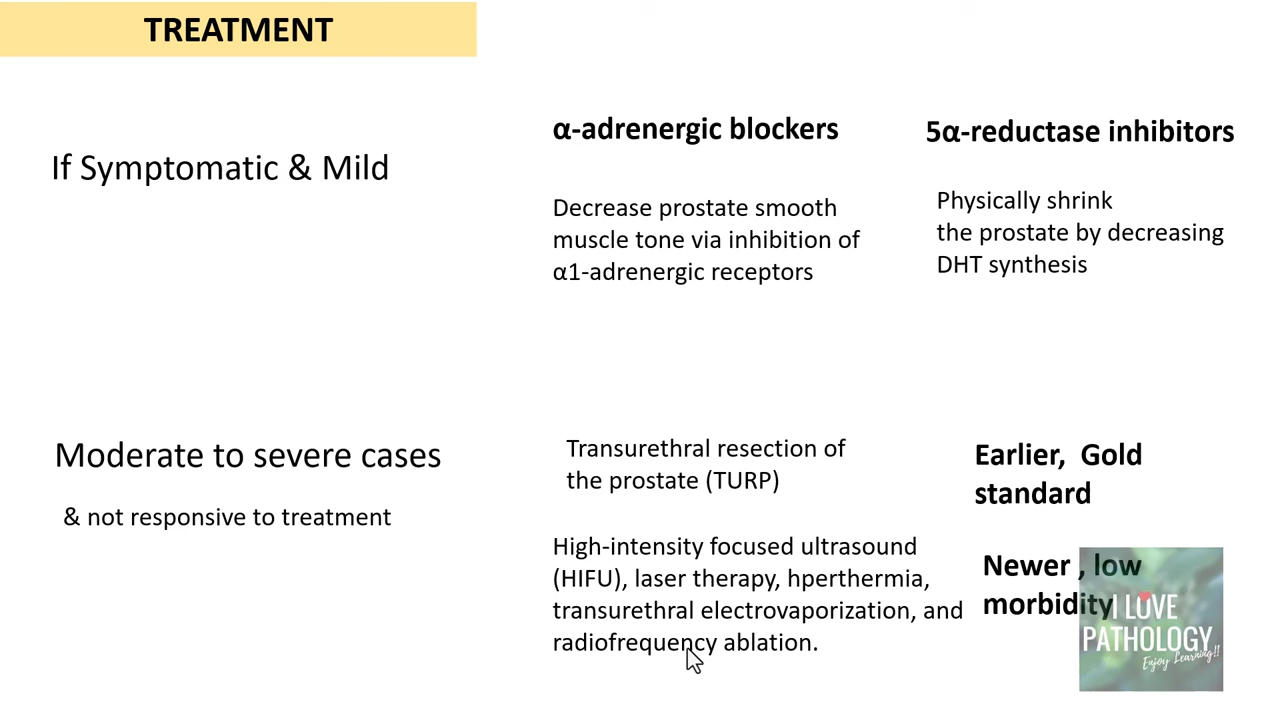 TREATMENT
If Symptomatic & Mild
α-adrenergic blockers
Decrease prostate smooth
muscle tone via inhibition of
α1-adrenergic receptors
5α-reductase inhibitors
Physically shrink
the prostate by decreasing
DHT synthesis
Moderate to severe cases
& not responsive to treatment
Transurethral resection of
the prostate (TURP)
Earlier,  Gold
standard
High-intensity focused ultrasound
(HIFU), laser therapy, hperthermia,
transurethral electrovaporization, and
radiofrequency ablation.
Newer , low
morbidity
I LOVE
PATHOLOGY
Enjoy Learning!!